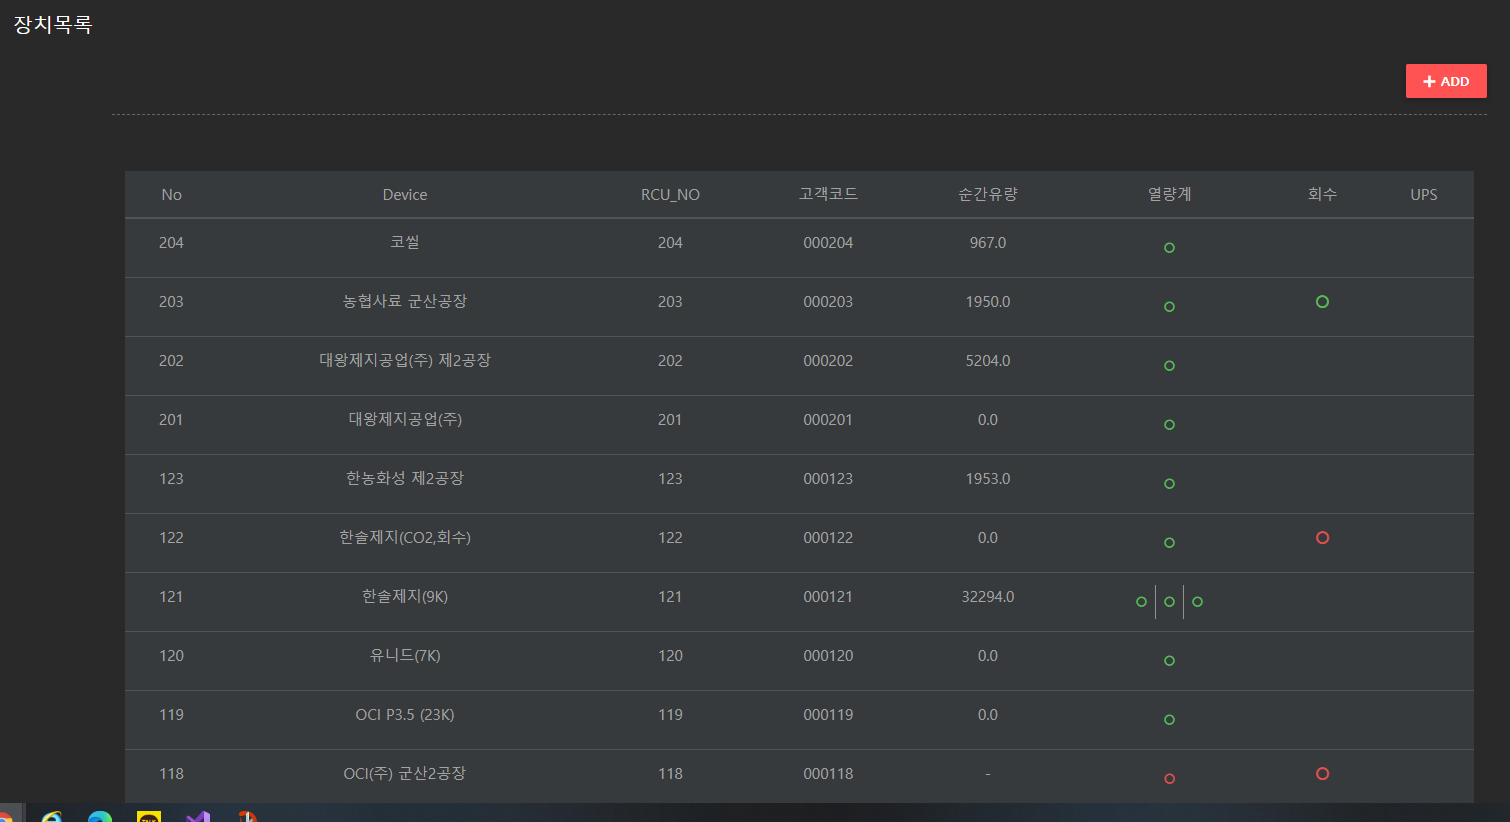 장치목록
+ ADD
No Device RCU_NO 고객코드 순간유량 열량계 회수 UPS
204 코씰 204 000204 967.0
203 농협사료 군산공장 203 000203 1950.0
202 대왕제지공업(주) 제2공장 202 000202 5204.0
201 대왕제지공업(주) 201 000201 0.0
123 한농화성 제2공장 123 000123 1953.0
122 한솔제지(CO2,회수) 122 000122 0.0
121 한솔제지(9K) 121 000121 32294.0
120 유니드(7K) 120 000120 0.0
119 OCI P3.5 (23K) 119 000119 0.0
118 OCI(주) 군산2공장 118 000118 -